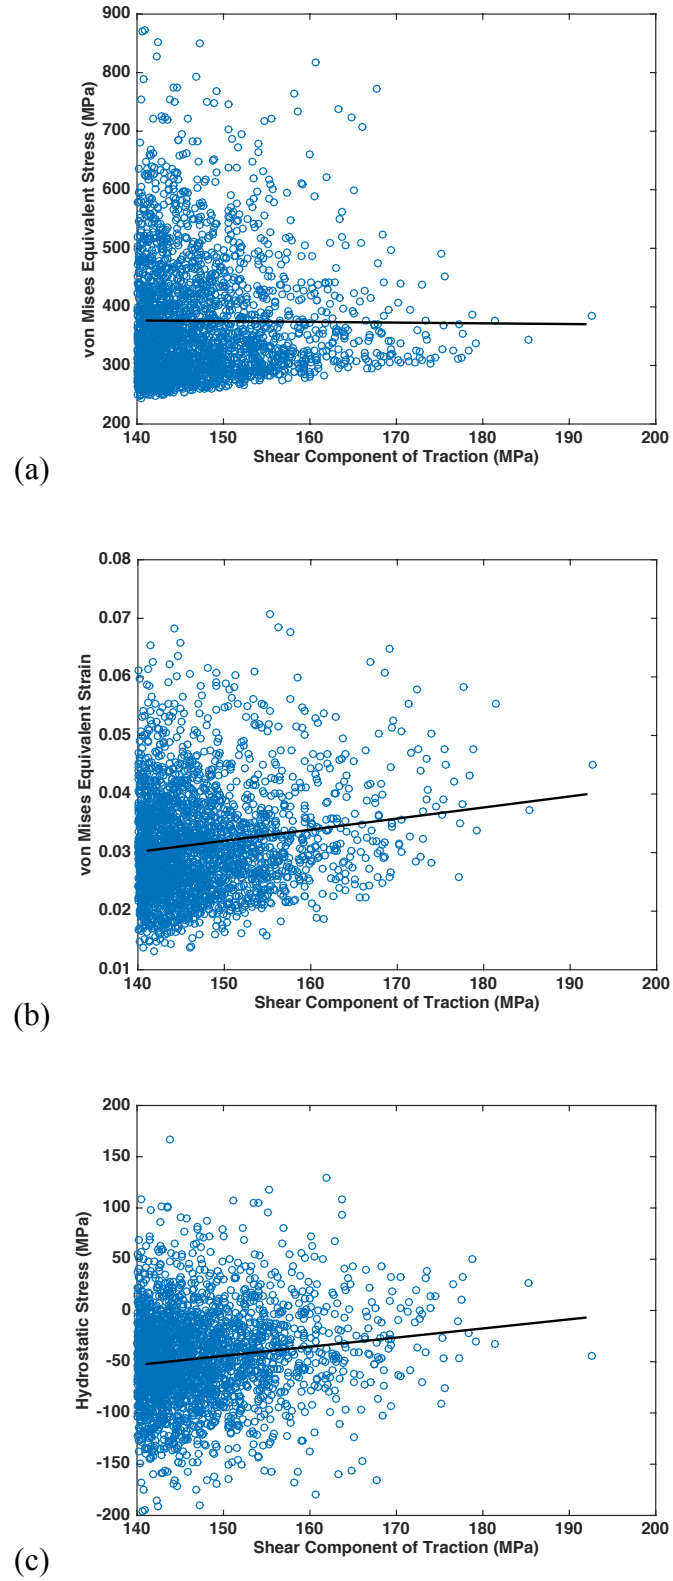 900
800
700
600
500
400
300
200
von Mises Equivalent Stress (MPa)
140 150 160 170 180 190 200
Shear Component of Traction (MPa)
(a)
0.08
0.07
0.06
0.05
0.04
0.03
0.02
0.01
von Mises Equivalent Strain
140 150 160 170 180 190 200
Shear Component of Traction (MPa)
(b)
200
150
100
50
0
-50
-100
-150
-200
Hydrostatic Stress (MPa)
140 150 160 170 180 190 200
Shear Component of Traction (MPa)
(c)